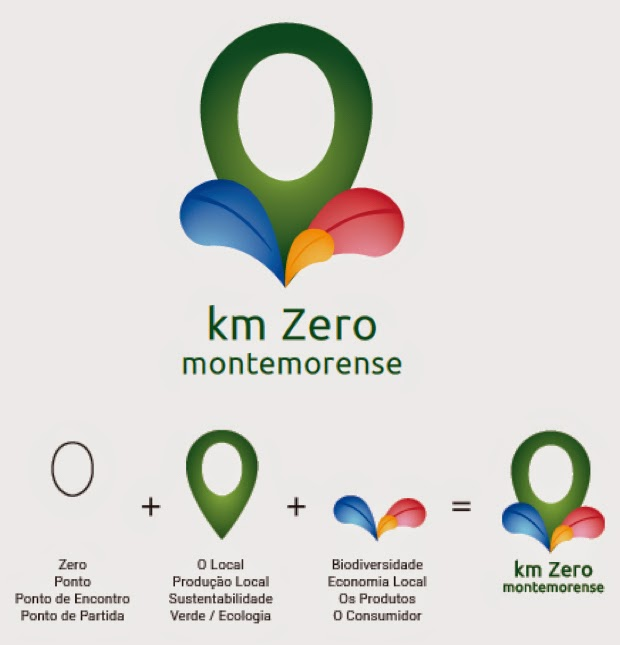 km Zero
montemorense
+ + =
Zero
Ponto
Ponto de Encontro
Ponto de Partida
O Local
Produção Local
Sustentabilidade
Verde / Ecologia
Biodiversidade
Economia Local
Os Produtos
O Consumidor
km Zero
montemorense